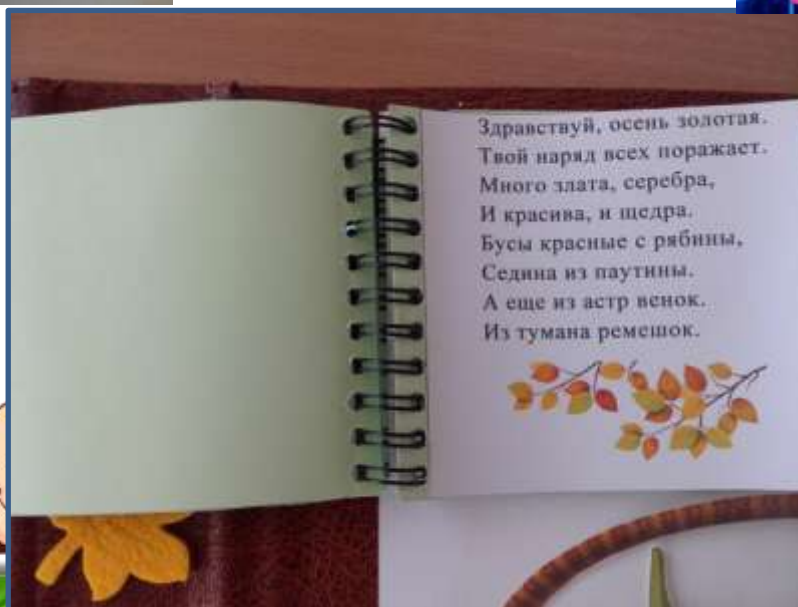 Здравствуй, осень золотая.
Твой наряд всех поражает.
Много злата, серебра,
И красива, и щедра.
Бусы красные с рябины,
Седина из паутины.
А еще из астр венок.
Из тумана ремешок.